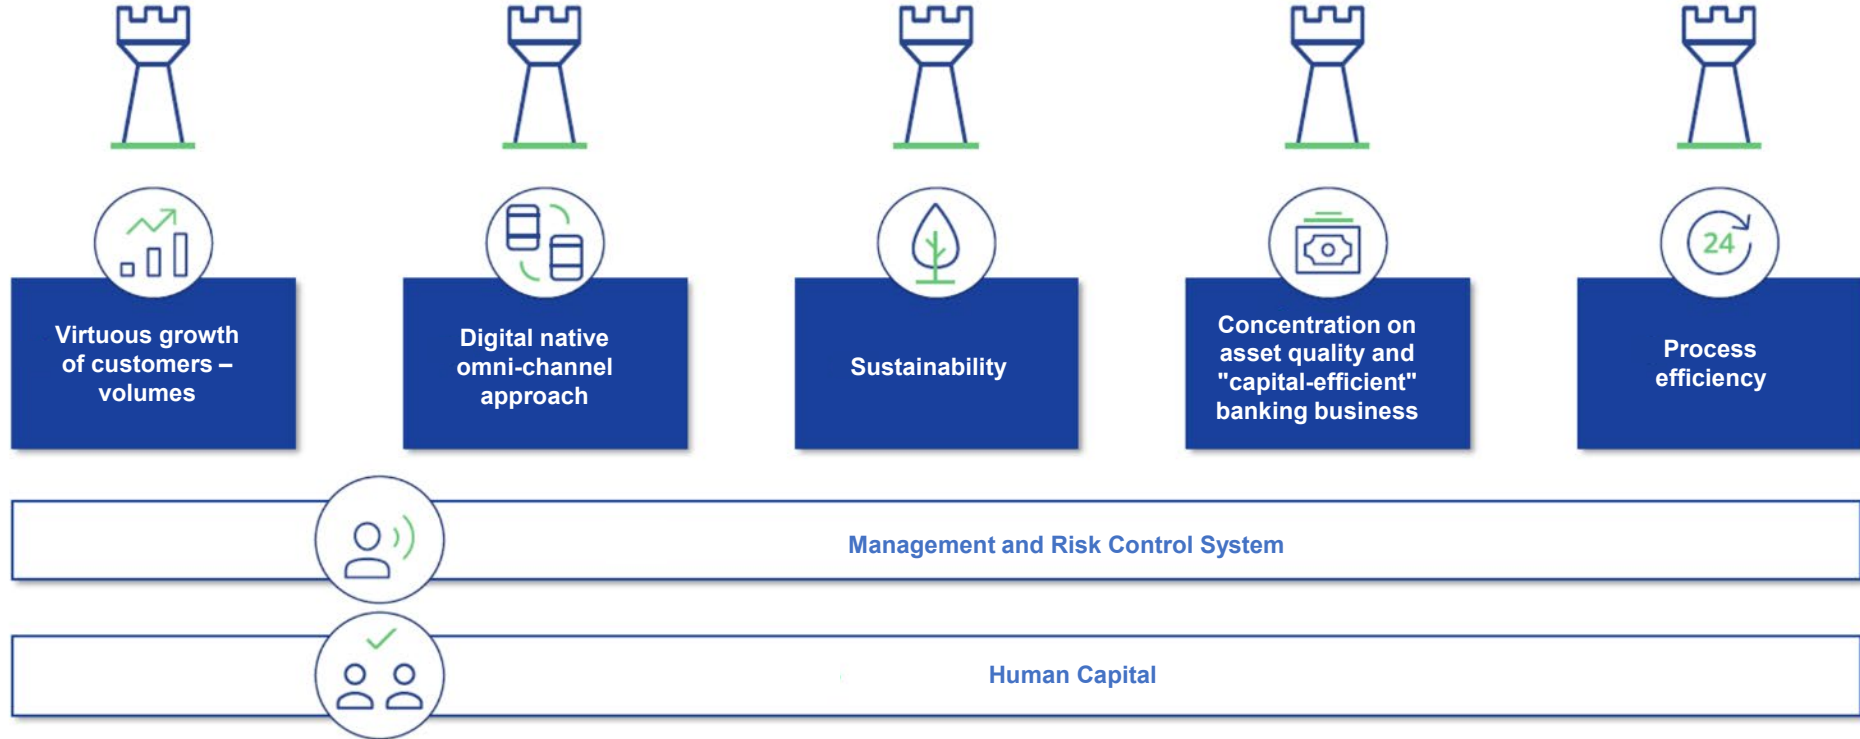 24
Virtuous growth
of customers –
volumes
Digital native
omni-channel
approach
Sustainability
Concentration on
asset quality and
"capital-efficient"
banking business
Process
efficiency
Management and Risk Control System
Human Capital